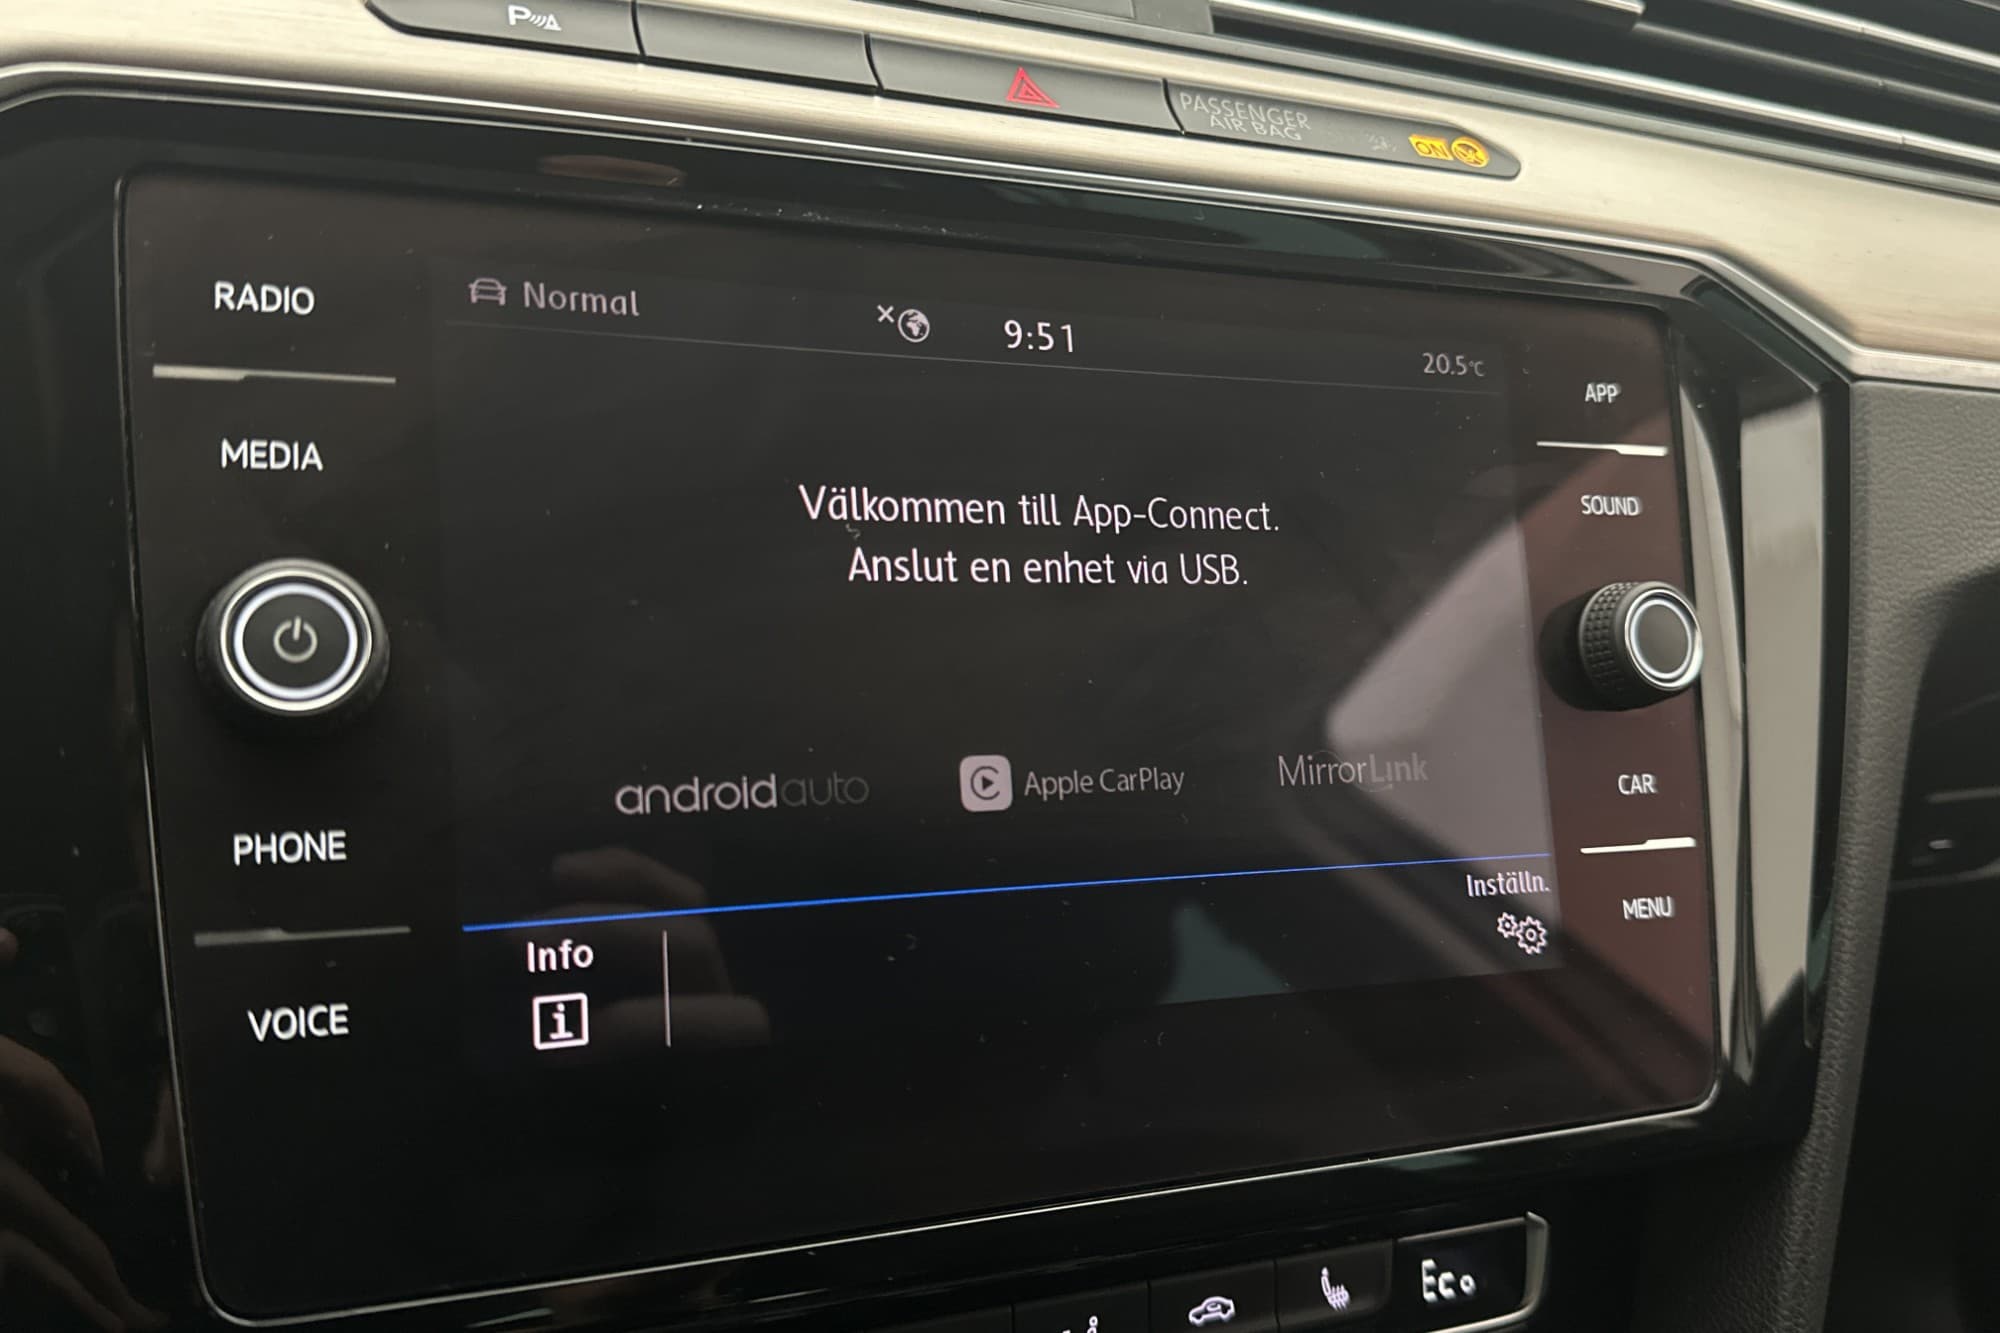 P
PASSENGER
AIR BAG
ON
RADIO
Normal
9:51
20.5°C
APP
MEDIA
Välkommen till App-Connect.
SOUND
Anslut en enhet via USB.
androidauto
Apple CarPlay
MirrorLink
CAR
PHONE
Inställn.
MENU
Info
i
VOICE
Eco